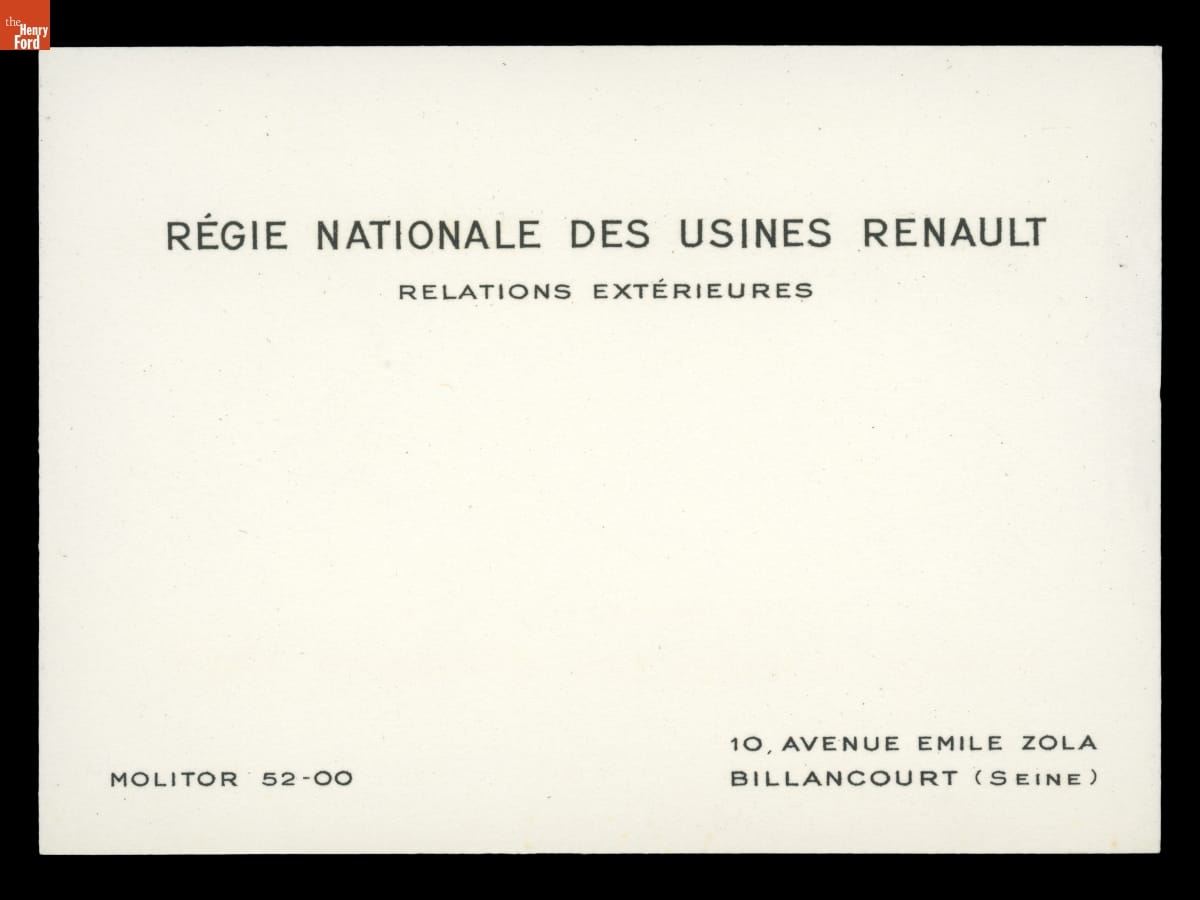 the
Henry
Ford
RÉGIE NATIONALE DES USINES RENAULT
RELATIONS EXTÉRIEURES
MOLITOR 52-00
10, AVENUE EMILE ZOLA
BILLANCOURT (SEINE)